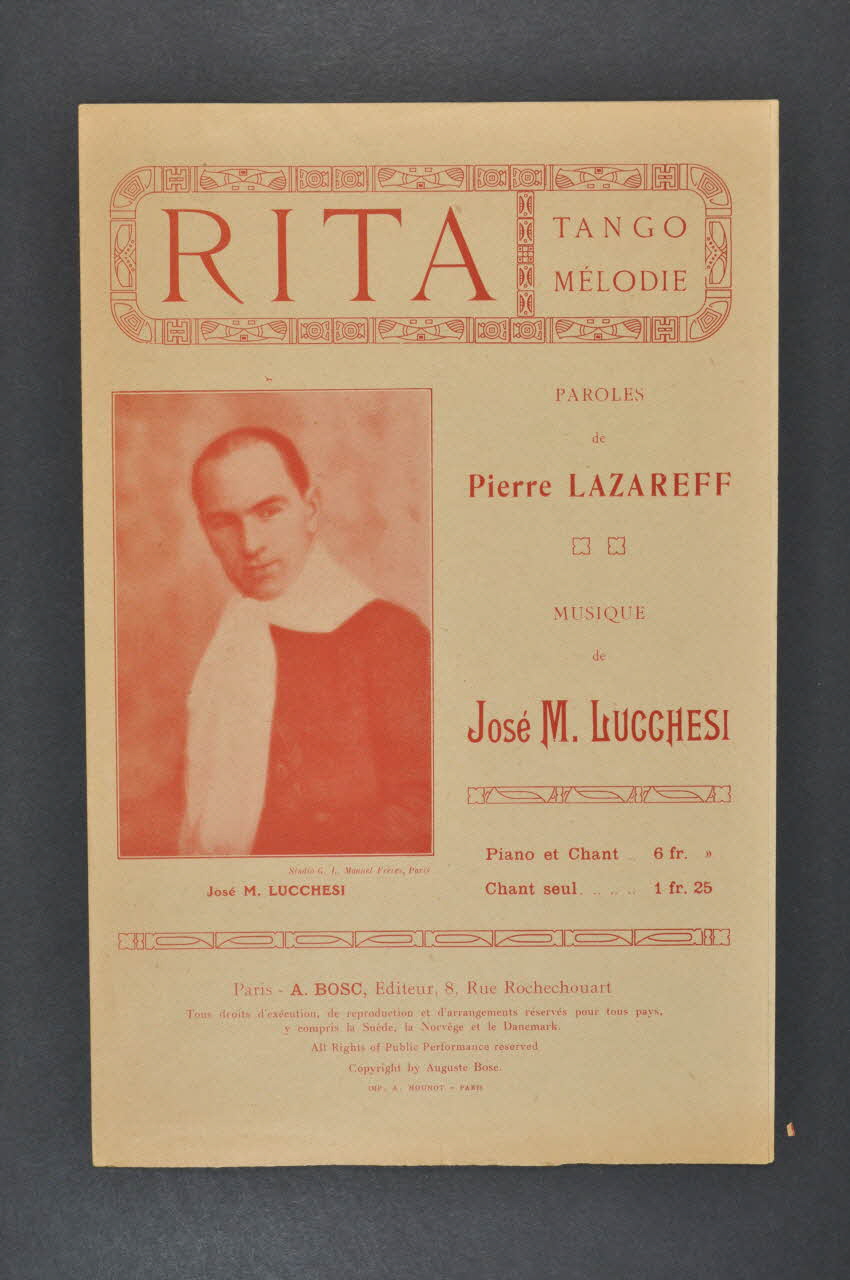 RITA
TANGO
MÉLODIE
PAROLES
de
Pierre LAZAREFF
MUSIQUE
de
José M. LUCCHESI
Piano et Chant .. 6 fr. »
Chant seul. .. .. .. 1 fr. 25
Studio G. L. Manuel Frères, Paris
José M. LUCCHESI
Paris - A. BOSC, Editeur, 8, Rue Rochechouart
Tous droits d'exécution, de reproduction et d'arrangements réservés pour tous pays,
y compris la Suède, la Norvège et le Danemark.
All Rights of Public Performance reserved
Copyright by Auguste Bosc.
IMP. A. MOUNOT - PARIS